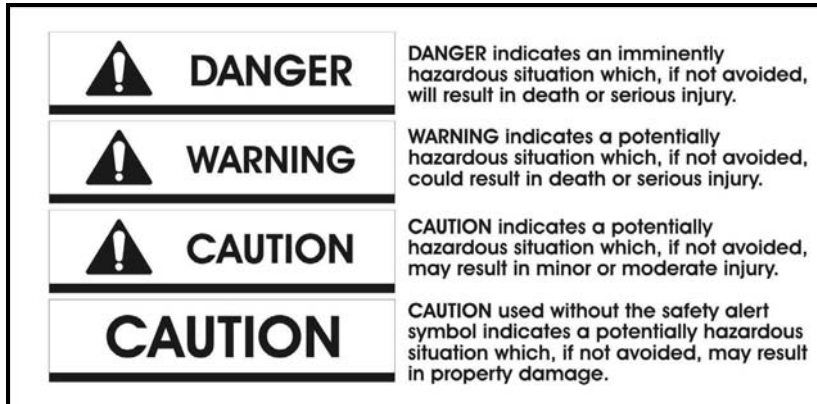 DANGER
DANGER indicates an imminently
hazardous situation which, if not avoided,
will result in death or serious injury.
WARNING
WARNING indicates a potentially
hazardous situation which, if not avoided,
could result in death or serious injury.
CAUTION
CAUTION indicates a potentially
hazardous situation which, if not avoided,
may result in minor or moderate injury.
CAUTION
CAUTION used without the safety alert
symbol indicates a potentially hazardous
situation which, if not avoided, may result
in property damage.